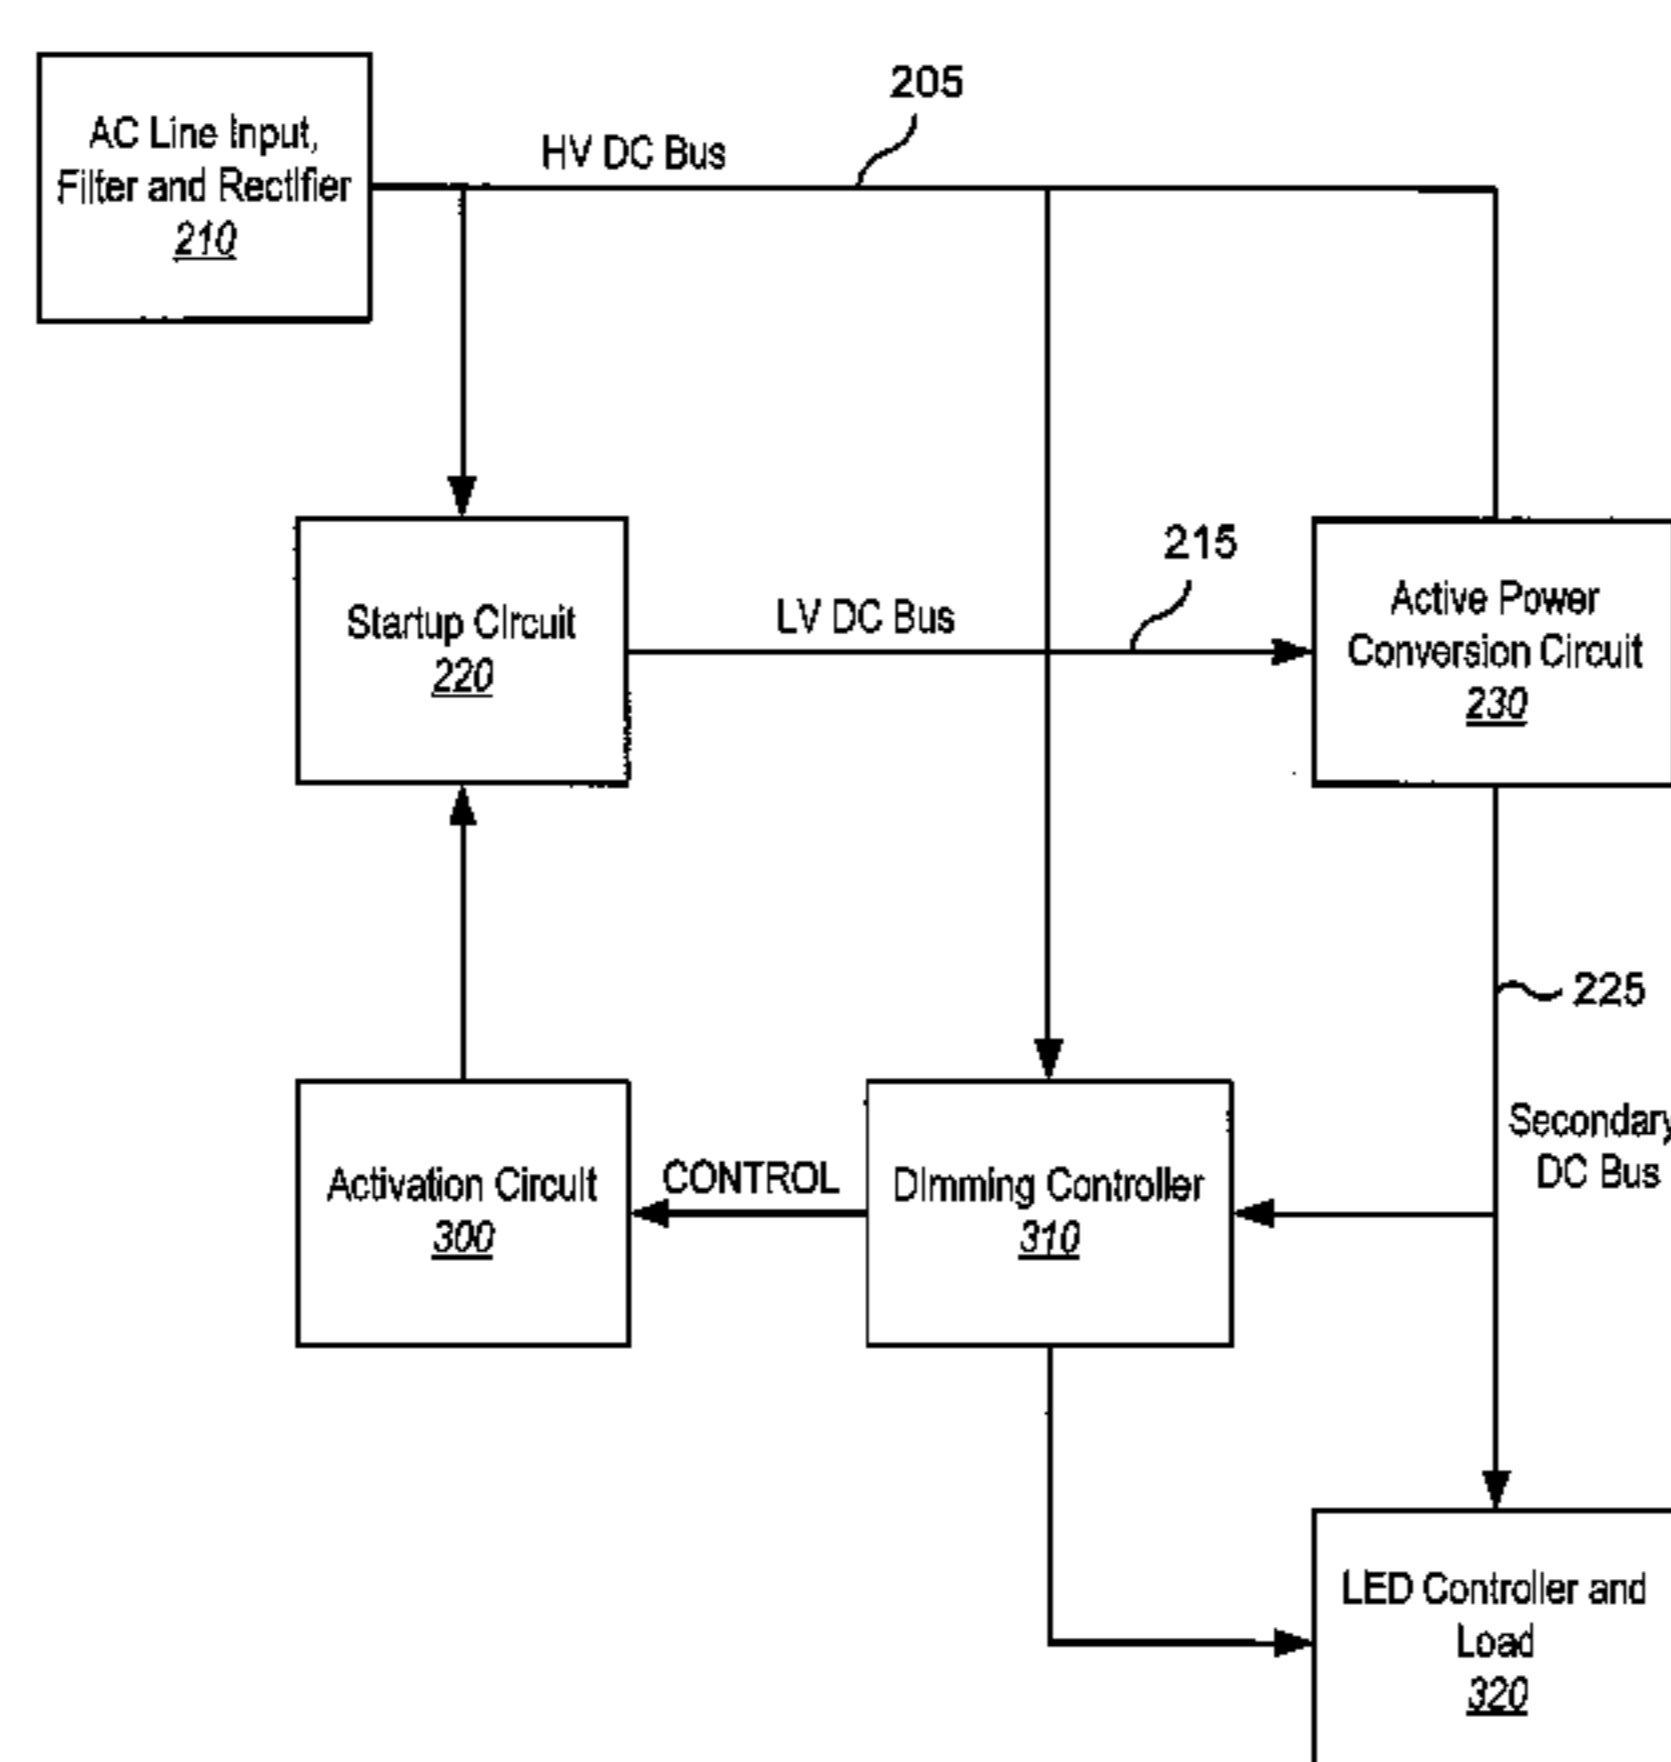 205
AC Line Input,
Filter and Rectifier
210
HV DC Bus
215
Startup Circuit
220
LV DC Bus
Active Power
Conversion Circuit
230
225
Secondary
DC Bus
Activation Circuit
300
CONTROL
Dimming Controller
310
LED Controller and
Load
320